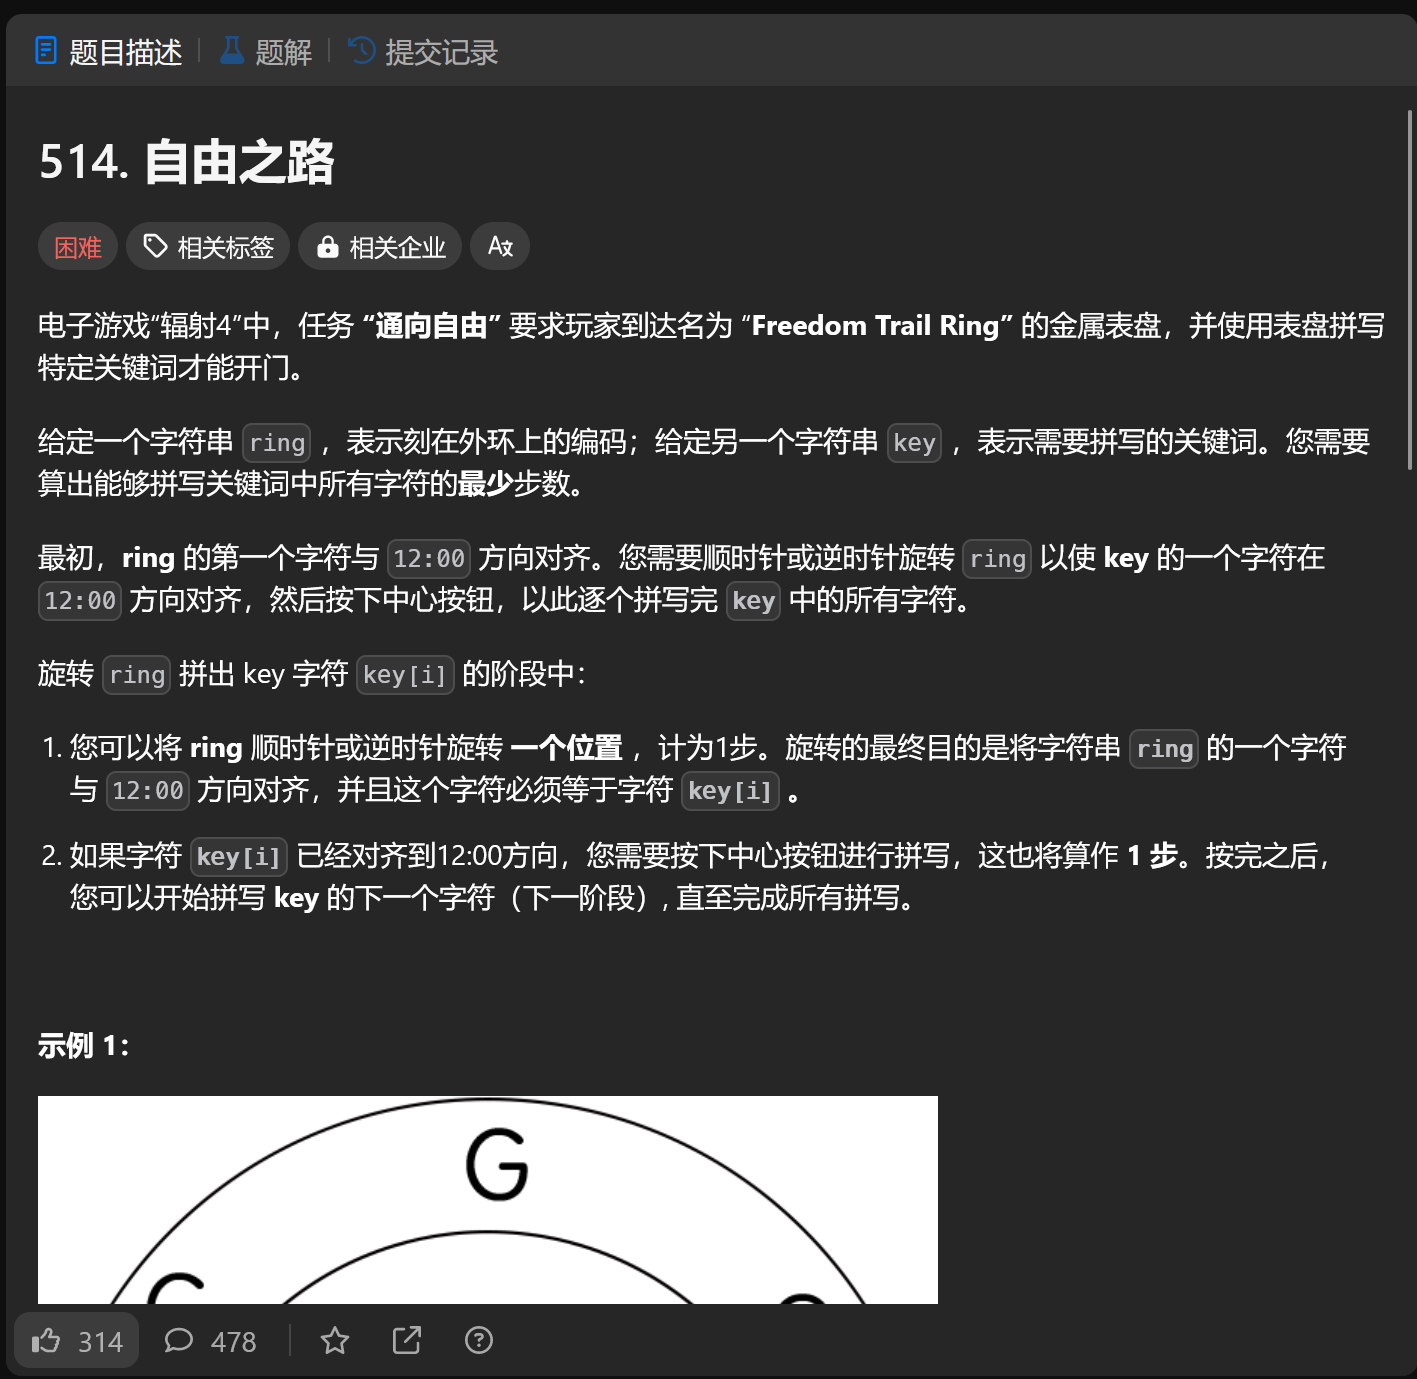 题目描述 题解 提交记录
514. 自由之路
困难 相关标签 相关企业
电子游戏“辐射4”中，任务 “通向自由” 要求玩家到达名为 “Freedom Trail Ring” 的金属表盘，并使用表盘拼写
特定关键词才能开门。
给定一个字符串 ring ，表示刻在外环上的编码；给定另一个字符串 key ，表示需要拼写的关键词。您需要
算出能够拼写关键词中所有字符的最少步数。
最初，ring 的第一个字符与 12:00 方向对齐。您需要顺时针或逆时针旋转 ring 以使 key 的一个字符在
12:00 方向对齐，然后按下中心按钮，以此逐个拼写完 key 中的所有字符。
旋转 ring 拼出 key 字符 key[i] 的阶段中：
1. 您可以将 ring 顺时针或逆时针旋转 一个位置 ，计为1步。旋转的最终目的是将字符串 ring 的一个字符
与 12:00 方向对齐，并且这个字符必须等于字符 key[i] 。
2. 如果字符 key[i] 已经对齐到12:00方向，您需要按下中心按钮进行拼写，这也将算作 1 步。按完之后，
您可以开始拼写 key 的下一个字符（下一阶段）, 直至完成所有拼写。
示例 1：
G
314 478